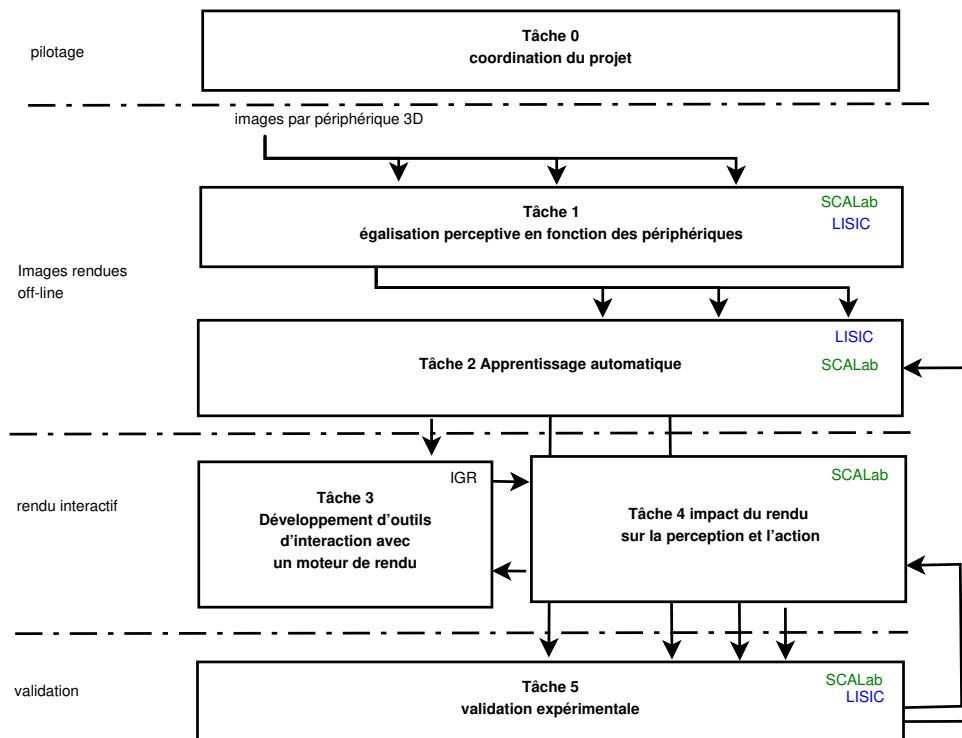 Tâche 0
coordination du projet
pilotage
images par périphérique 3D
SCALab
Tâche 1
LISIC
égalisation perceptive en fonction des périphériques
Images rendues
off-line
LISIC
Tâche 2 Apprentissage automatique
SCALab
IGR
SCALab
Tâche 3
Développement d'outils
d'interaction avec
un moteur de rendu
rendu interactif
Tâche 4 impact du rendu
sur la perception et l'action
validation
SCALab
Tâche 5
LISIC
validation expérimentale